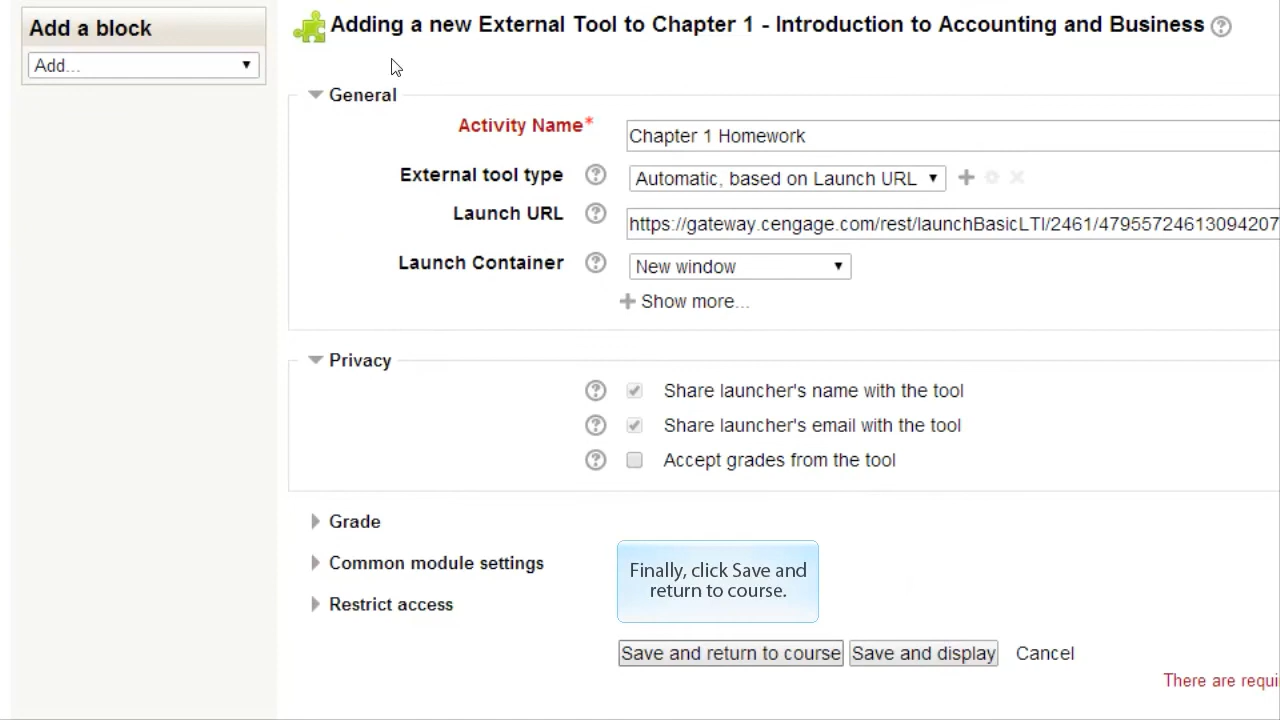 Add a block
Add...
Adding a new External Tool to Chapter 1 - Introduction to Accounting and Business
General
Activity Name*
Chapter 1 Homework
External tool type
Automatic, based on Launch URL
Launch URL
https://gateway.cengage.com/rest/launchBasicLTI/2461/47955724613094207
Launch Container
New window
Show more...
Privacy
Share launcher's name with the tool
Share launcher's email with the tool
Accept grades from the tool
Grade
Common module settings
Restrict access
Finally, click Save and
return to course.
Save and return to course Save and display Cancel
There are requi